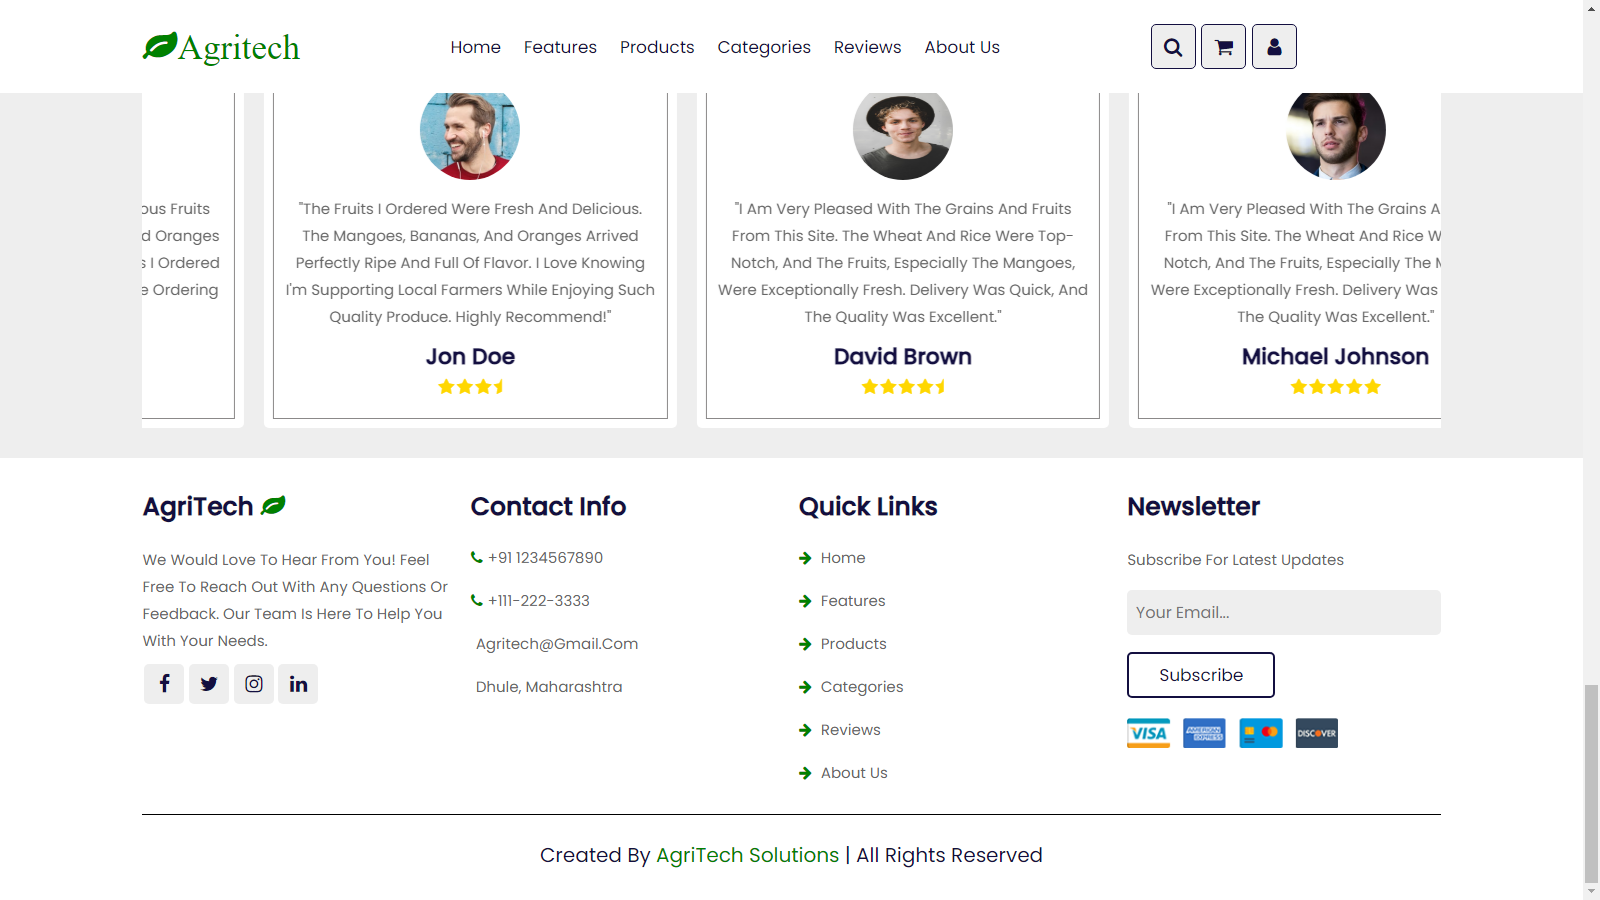 Agritech
Home Features Products Categories Reviews About Us
ous Fruits
d Oranges
s I Ordered
e Ordering
"The Fruits I Ordered Were Fresh And Delicious.
The Mangoes, Bananas, And Oranges Arrived
Perfectly Ripe And Full Of Flavor. I Love Knowing
I'm Supporting Local Farmers While Enjoying Such
Quality Produce. Highly Recommend!"
Jon Doe
"I Am Very Pleased With The Grains And Fruits
From This Site. The Wheat And Rice Were Top-
Notch, And The Fruits, Especially The Mangoes,
Were Exceptionally Fresh. Delivery Was Quick, And
The Quality Was Excellent."
David Brown
"I Am Very Pleased With The Grains A
From This Site. The Wheat And Rice W
Notch, And The Fruits, Especially The M
Were Exceptionally Fresh. Delivery Was
The Quality Was Excellent."
Michael Johnson
AgriTech
We Would Love To Hear From You! Feel
Free To Reach Out With Any Questions Or
Feedback. Our Team Is Here To Help You
With Your Needs.
Contact Info
+91 1234567890
+111-222-3333
Agritech@Gmail.Com
Dhule, Maharashtra
Quick Links
Home
Features
Products
Categories
Reviews
About Us
Newsletter
Subscribe For Latest Updates
Your Email...
Subscribe
VISA AMERICAN EXPRESS DISCOVER
Created By AgriTech Solutions | All Rights Reserved